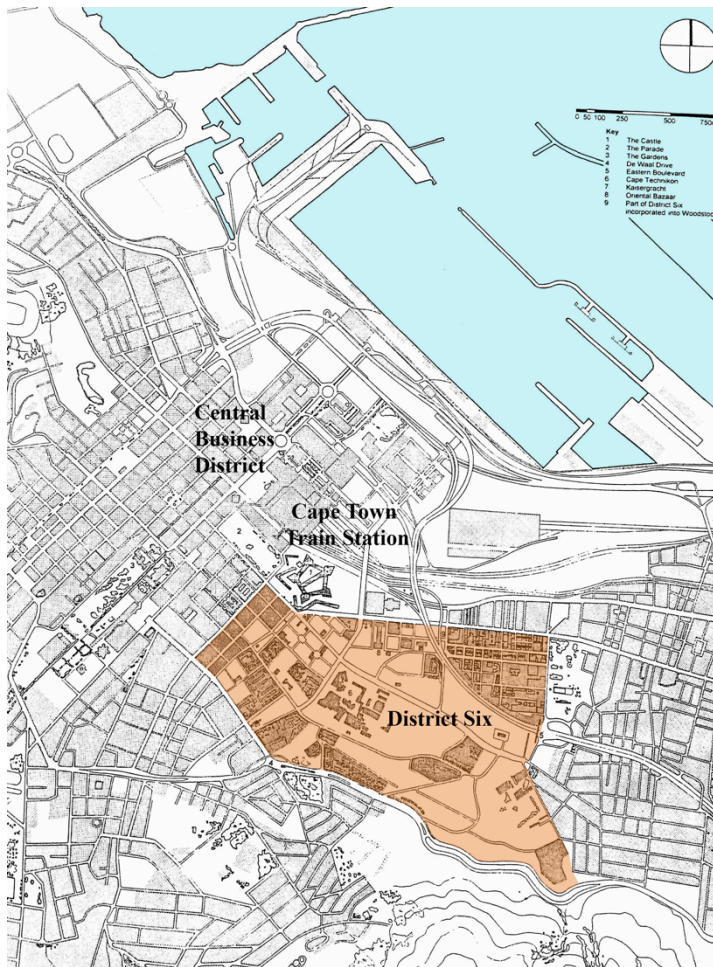 0 50 100 250 500 750
Key
1 The Castle
2 The Parade
3 The Gardens
4 De Waal Drive
5 Eastern Boulevard
6 Cape Technikon
7 Kaisergracht
8 Oriental Bazaar
9 Part of District Six
incorporated into Woodstoc
Central
Business
District
Cape Town
Train Station
District Six